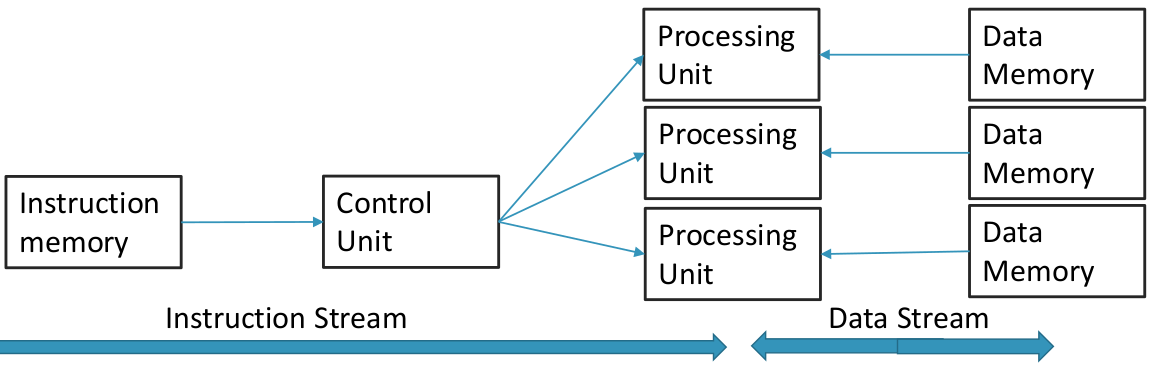 Processing
Unit
Data
Memory
Processing
Unit
Data
Memory
Instruction
memory
Control
Unit
Processing
Unit
Data
Memory
Instruction Stream
Data Stream